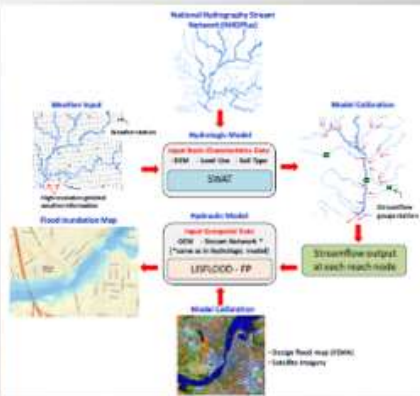 National Hydrography Stream
Network(NHDPlus)
Weather Input
Weather stations
High resolution gridded
weather information
Hydrologic Model
Input Basin Characteristics Data
-DEM - Land Use - Soil Type
SWAT
Model Calibration
Streamflow
gauge station
Flood Inundation Map
Hydraulic Model
Input Geospatial Data
-DEM - Stream Network *
(*same as in Hydrologic model)
LISFLOOD - FP
Streamflow output
at each reach node
Model Calibration
- Design flood map (FEMA)
- Satellite Imagery